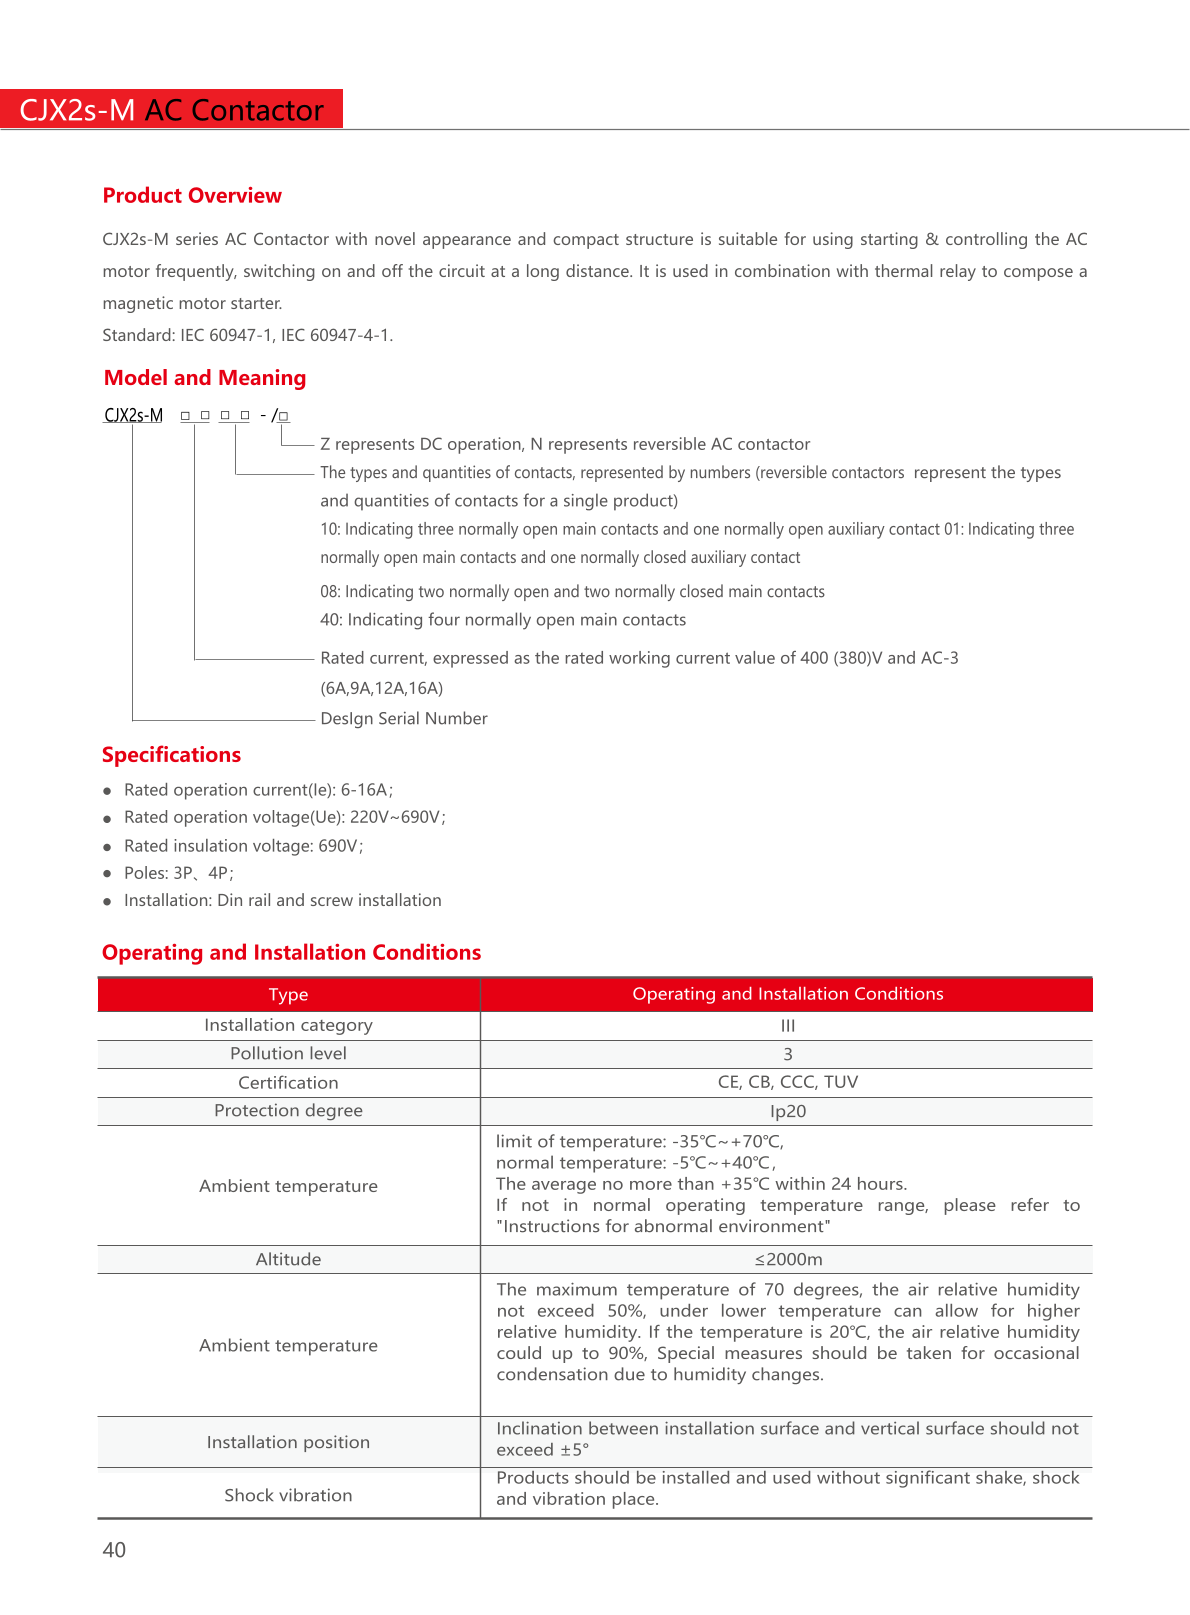 CJX2s-M AC Contactor
Product Overview
CJX2s-M series AC Contactor with novel appearance and compact structure is suitable for using starting & controlling the AC
motor frequently, switching on and off the circuit at a long distance. It is used in combination with thermal relay to compose a
magnetic motor starter.
Standard: IEC 60947-1, IEC 60947-4-1.
Model and Meaning
CJX2s-M □ □ □ □ - /□
Z represents DC operation, N represents reversible AC contactor
The types and quantities of contacts, represented by numbers (reversible contactors represent the types
and quantities of contacts for a single product)
10: Indicating three normally open main contacts and one normally open auxiliary contact 01: Indicating three
normally open main contacts and one normally closed auxiliary contact
08: Indicating two normally open and two normally closed main contacts
40: Indicating four normally open main contacts
Rated current, expressed as the rated working current value of 400 (380)V and AC-3
(6A,9A,12A,16A)
DesIgn Serial Number
Specifications
● Rated operation current(Ie): 6-16A；
● Rated operation voltage(Ue): 220V~690V；
● Rated insulation voltage: 690V；
● Poles: 3P、4P；
● Installation: Din rail and screw installation
Operating and Installation Conditions
Type Operating and Installation Conditions
Installation category III
Pollution level 3
Certification CE, CB, CCC, TUV
Protection degree Ip20
Ambient temperature
limit of temperature: -35℃~+70℃,
normal temperature: -5℃~+40℃，
The average no more than +35℃ within 24 hours.
If not in normal operating temperature range, please refer to
"Instructions for abnormal environment"
Altitude ≤2000m
Ambient temperature
The maximum temperature of 70 degrees, the air relative humidity
not exceed 50%, under lower temperature can allow for higher
relative humidity. If the temperature is 20℃, the air relative humidity
could up to 90%, Special measures should be taken for occasional
condensation due to humidity changes.
Installation position
Inclination between installation surface and vertical surface should not
exceed ±5°
Shock vibration
Products should be installed and used without significant shake, shock
and vibration place.
40